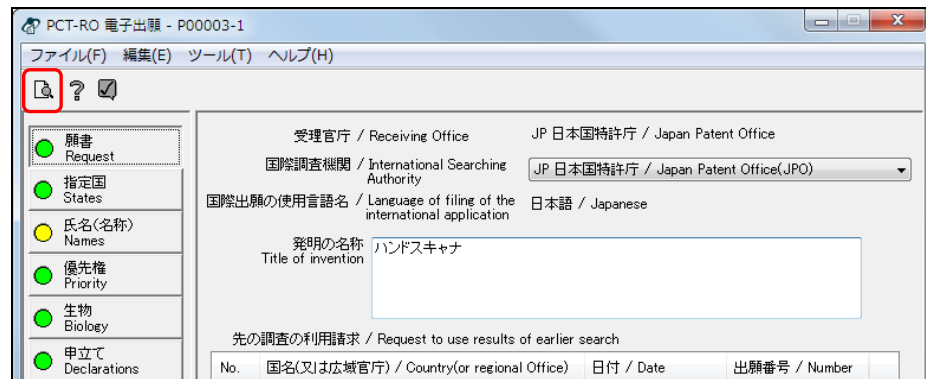 PCT-RO 電子出願 - P00003-1
ファイル(F) 編集(E) ツール(T) ヘルプ(H)
願書
Request
指定国
States
氏名(名称)
Names
優先権
Priority
生物
Biology
申立て
Declarations
受理官庁 / Receiving Office JP 日本国特許庁 / Japan Patent Office
国際調査機関 / International Searching
Authority
JP 日本国特許庁 / Japan Patent Office(JPO)
国際出願の使用言語名 / Language of filing of the
international application
日本語 / Japanese
発明の名称
Title of invention
ハンドスキャナ
先の調査の利用請求 / Request to use results of earlier search
No. 国名(又は広域官庁) / Country(or regional Office) 日付 / Date 出願番号 / Number